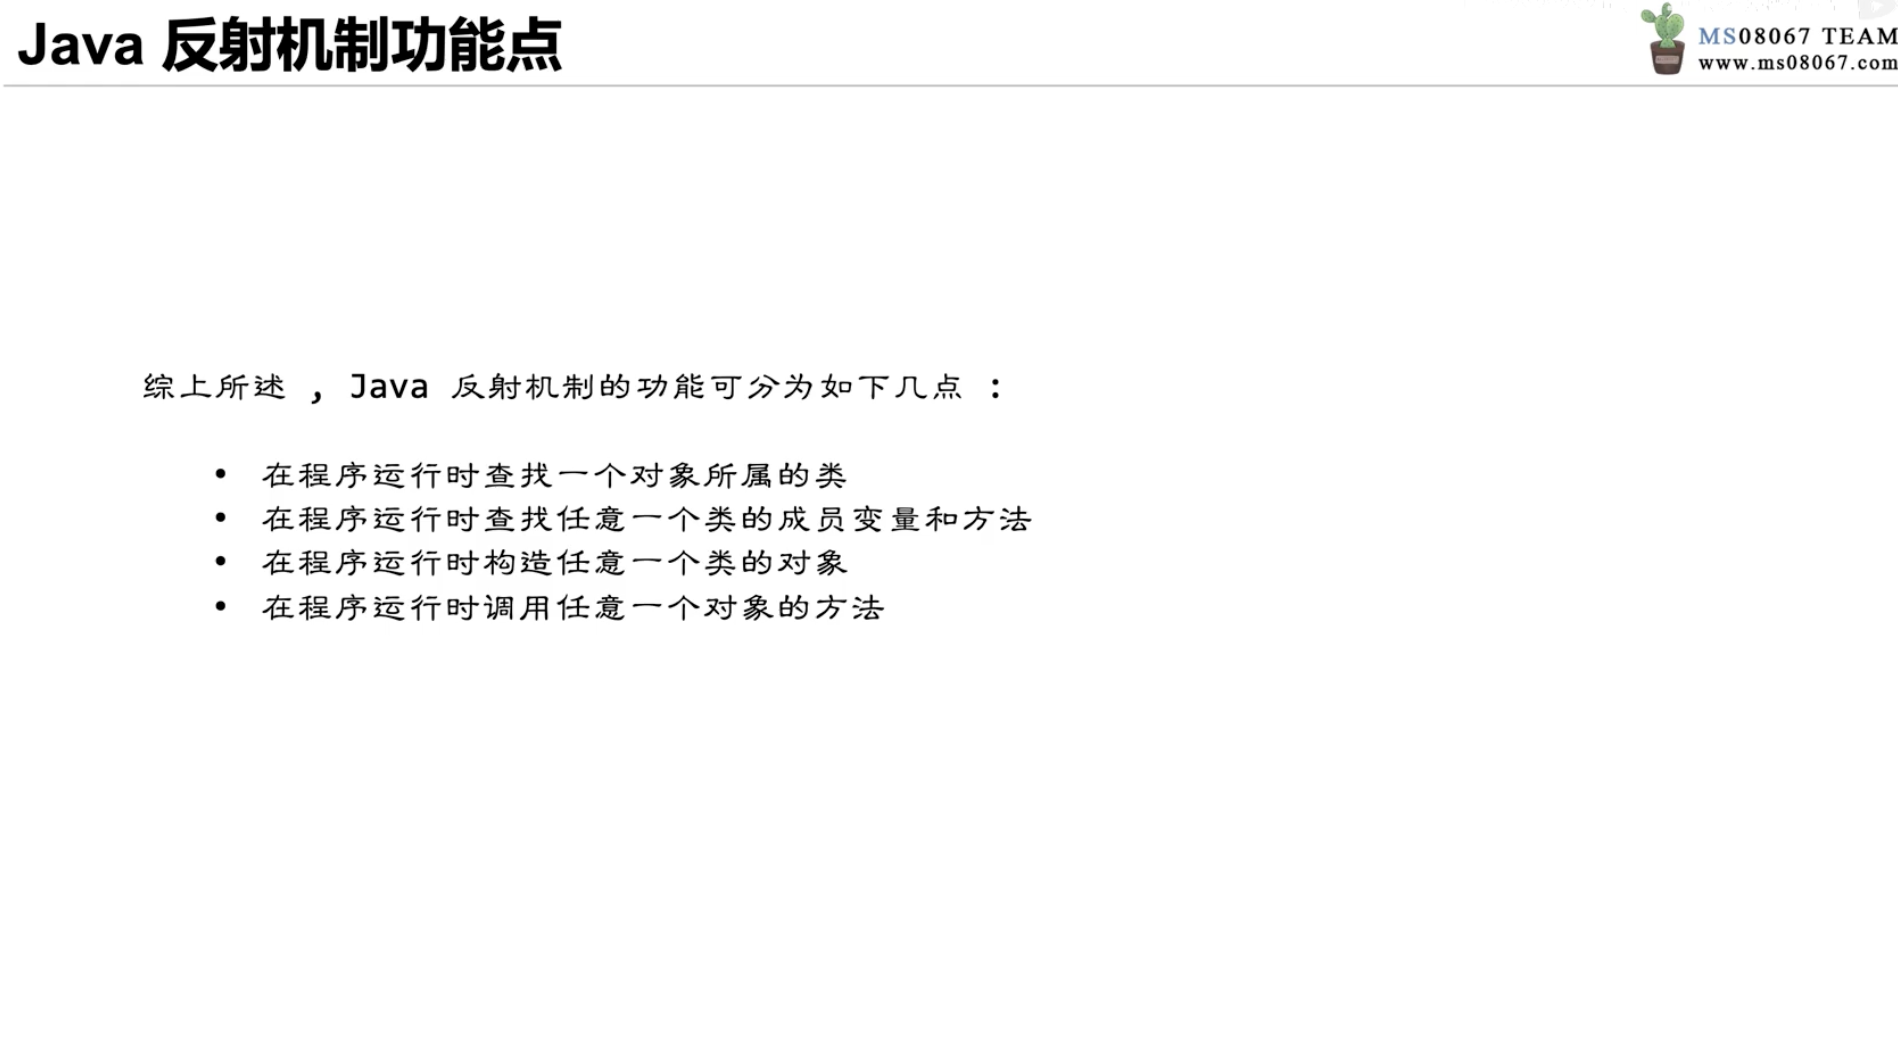 Java 反射机制功能点
MS08067 TEAM
www.ms08067.com
综上所述 , Java 反射机制的功能可分为如下几点 :
• 在程序运行时查找一个对象所属的类
• 在程序运行时查找任意一个类的成员变量和方法
• 在程序运行时构造任意一个类的对象
• 在程序运行时调用任意一个对象的方法